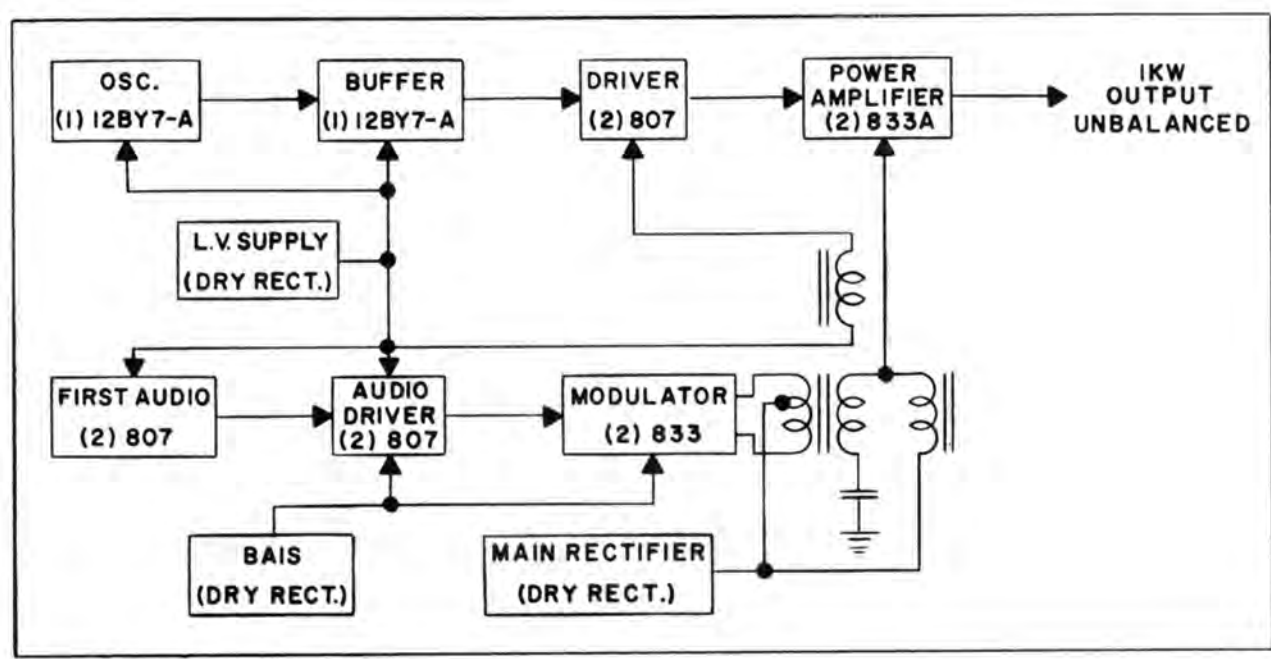 OSC.
(1) 12BY7-A
BUFFER
(1) 12BY7-A
DRIVER
(2) 807
POWER
AMPLIFIER
(2) 833A
1KW
OUTPUT
UNBALANCED
L.V. SUPPLY
(DRY RECT.)
FIRST AUDIO
(2) 807
AUDIO
DRIVER
(2) 807
MODULATOR
(2) 833
BAIS
(DRY RECT.)
MAIN RECTIFIER
(DRY RECT.)